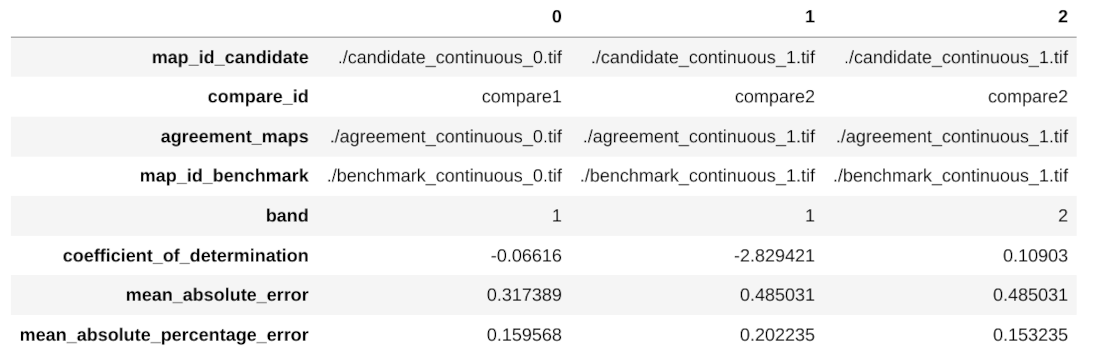 0 1 2
map_id_candidate ./candidate_continuous_0.tif ./candidate_continuous_1.tif ./candidate_continuous_1.tif
compare_id compare1 compare2 compare2
agreement_maps ./agreement_continuous_0.tif ./agreement_continuous_1.tif ./agreement_continuous_1.tif
map_id_benchmark ./benchmark_continuous_0.tif ./benchmark_continuous_1.tif ./benchmark_continuous_1.tif
band 1 1 2
coefficient_of_determination -0.06616 -2.829421 0.10903
mean_absolute_error 0.317389 0.485031 0.485031
mean_absolute_percentage_error 0.159568 0.202235 0.153235